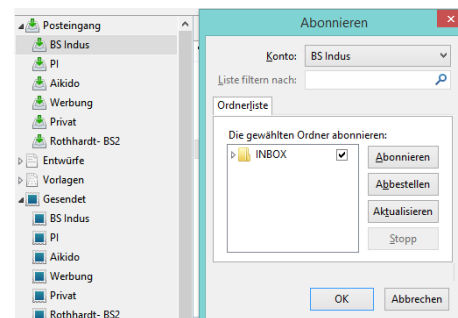 Posteingang
BS Indus
PI
Aikido
Werbung
Privat
Rothhardt- BS2
Entwürfe
Vorlagen
Gesendet
BS Indus
PI
Aikido
Werbung
Privat
Rothhardt- BS2
Abonnieren
Konto: BS Indus
Liste filtern nach:
Ordnerliste
Die gewählten Ordner abonnieren:
INBOX
Abonnieren
Abbestellen
Aktualisieren
Stopp
OK Abbrechen